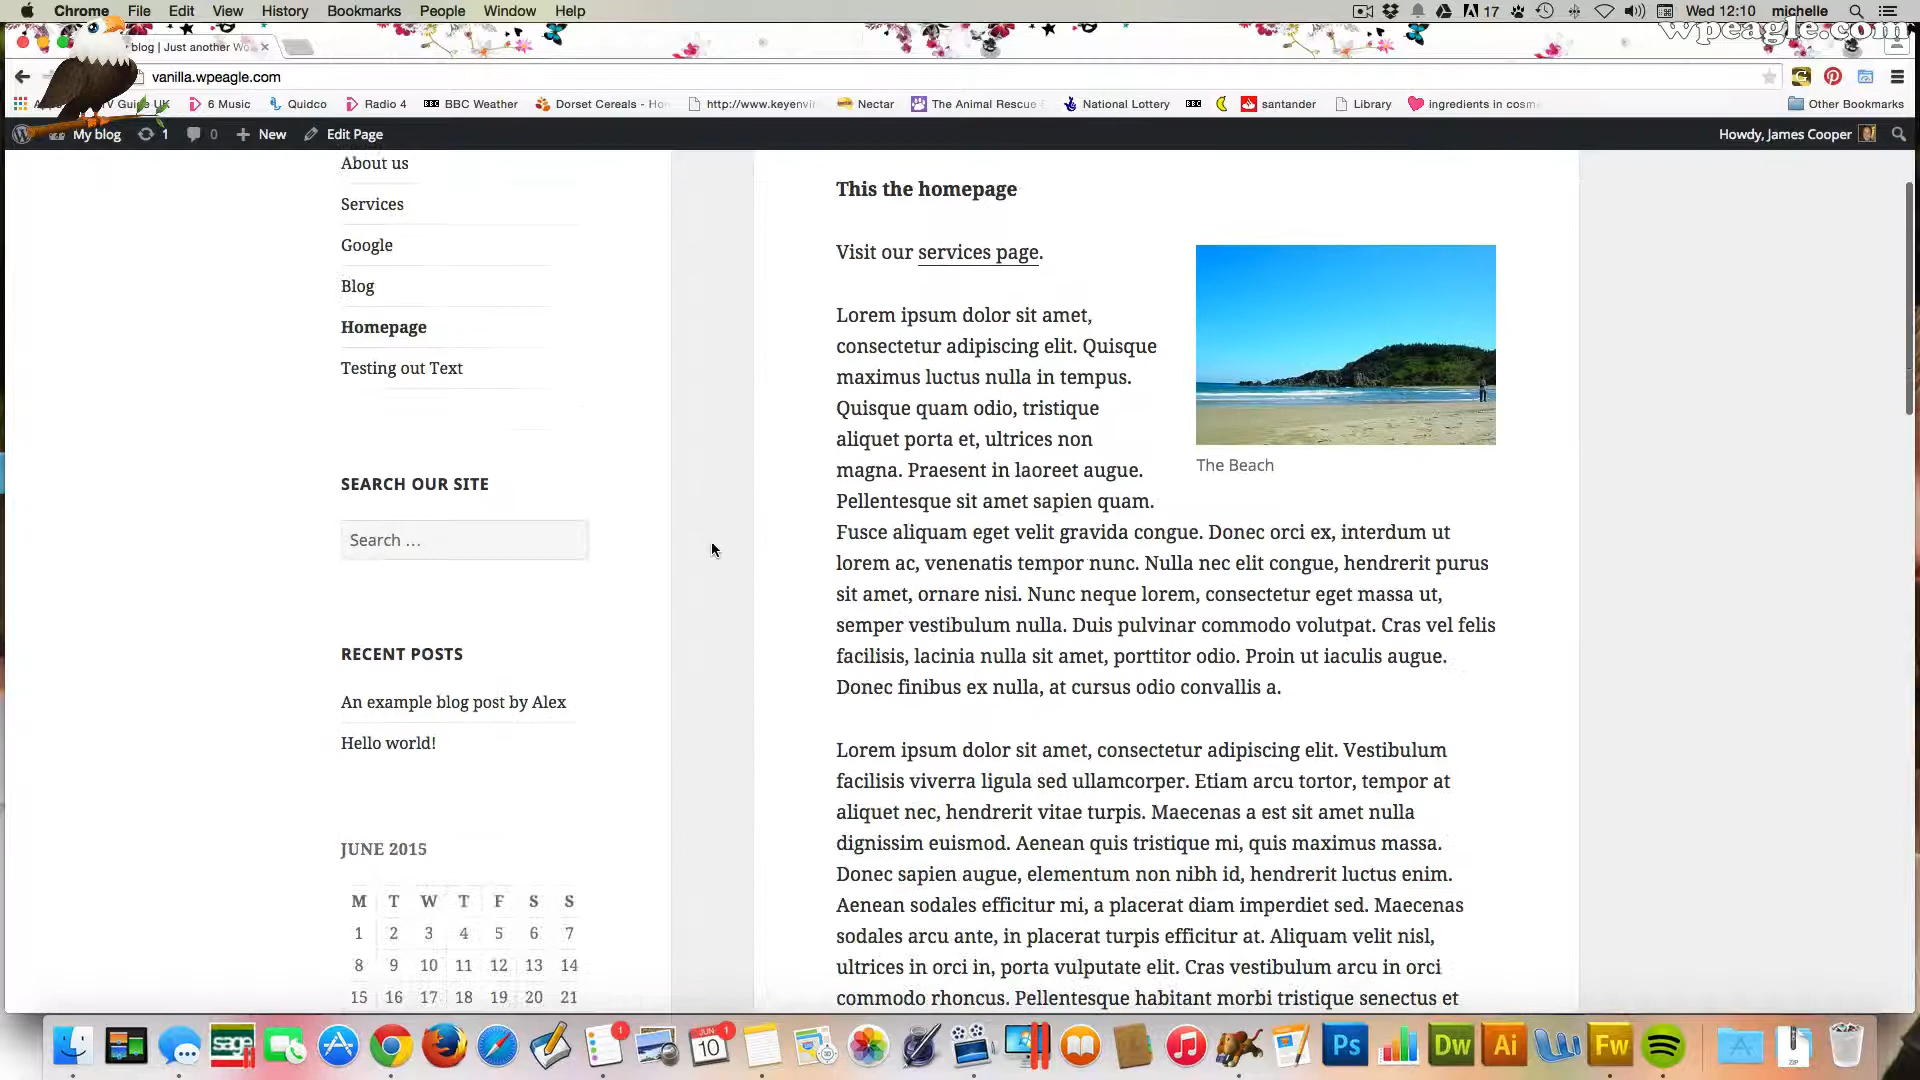 Chrome File Edit View History Bookmarks People Window Help
17 Wed 12:10 michelle
wpeagle.com
blog | Just another Wo
vanilla.wpeagle.com
TV Guide UK 6 Music Quidco Radio 4 BBC Weather Dorset Cereals - Ho http://www.keyenvi Nectar The Animal Rescue National Lottery santander Library ingredients in cosm Other Bookmarks
My blog 1 0 New Edit Page Howdy, James Cooper
About us
Services
Google
Blog
Homepage
Testing out Text
SEARCH OUR SITE
Search ...
RECENT POSTS
An example blog post by Alex
Hello world!
JUNE 2015
M T W T F S S
1 2 3 4 5 6 7
8 9 10 11 12 13 14
15 16 17 18 19 20 21
This the homepage
Visit our services page.
Lorem ipsum dolor sit amet,
consectetur adipiscing elit. Quisque
maximus luctus nulla in tempus.
Quisque quam odio, tristique
aliquet porta et, ultrices non
magna. Praesent in laoreet augue.
Pellentesque sit amet sapien quam.
The Beach
Fusce aliquam eget velit gravida congue. Donec orci ex, interdum ut
lorem ac, venenatis tempor nunc. Nulla nec elit congue, hendrerit purus
sit amet, ornare nisi. Nunc neque lorem, consectetur eget massa ut,
semper vestibulum nulla. Duis pulvinar commodo volutpat. Cras vel felis
facilisis, lacinia nulla sit amet, porttitor odio. Proin ut iaculis augue.
Donec finibus ex nulla, at cursus odio convallis a.
Lorem ipsum dolor sit amet, consectetur adipiscing elit. Vestibulum
facilisis viverra ligula sed ullamcorper. Etiam arcu tortor, tempor at
aliquet nec, hendrerit vitae turpis. Maecenas a est sit amet nulla
dignissim euismod. Aenean quis tristique mi, quis maximus massa.
Donec sapien augue, elementum non nibh id, hendrerit luctus enim.
Aenean sodales efficitur mi, a placerat diam imperdiet sed. Maecenas
sodales arcu ante, in placerat turpis efficitur at. Aliquam velit nisl,
ultrices in orci in, porta vulputate elit. Cras vestibulum arcu in orci
commodo rhoncus. Pellentesque habitant morbi tristique senectus et
sage 1 JUN 10 1 Ps Dw Ai Fw ZIP